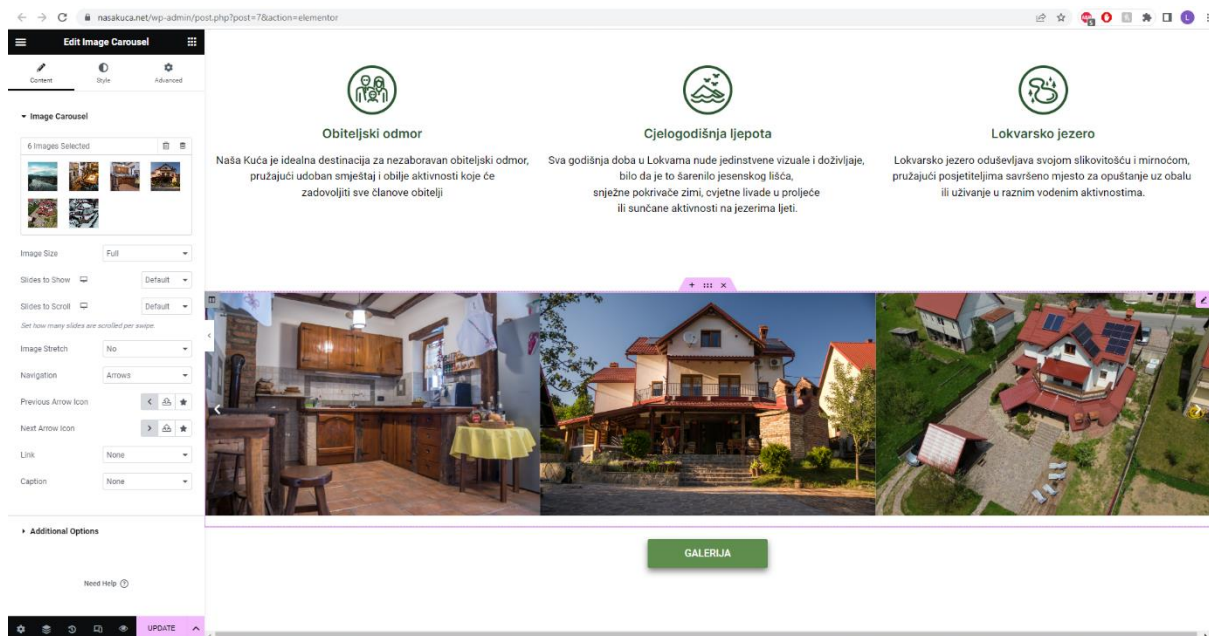 nasakuca.net/wp-admin/post.php?post=7&action=elementor
Edit Image Carousel
Content
Style
Advanced
Image Carousel
6 Images Selected
Image Size
Full
Slides to Show
Default
Slides to Scroll
Default
Set how many slides are scrolled per swipe.
Image Stretch
No
Navigation
Arrows
Previous Arrow Icon
Next Arrow Icon
Link
None
Caption
None
Additional Options
Need Help
UPDATE
Obiteljski odmor
Naša Kuća je idealna destinacija za nezaboravan obiteljski odmor,
pružajući udoban smještaj i obilje aktivnosti koje će
zadovoljiti sve članove obitelji
Cjelogodišnja ljepota
Sva godišnja doba u Lokvama nude jedinstvene vizuale i doživljaje,
bilo da je to šarenilo jesenskog lišća,
snježne pokrivače zimi, cvjetne livade u proljeće
ili sunčane aktivnosti na jezerima ljeti.
Lokvarsko jezero
Lokvarsko jezero oduševljava svojom slikovitošću i mirnoćom,
pružajući posjetiteljima savršeno mjesto za opuštanje uz obalu
ili uživanje u raznim vodenim aktivnostima.
GALERIJA